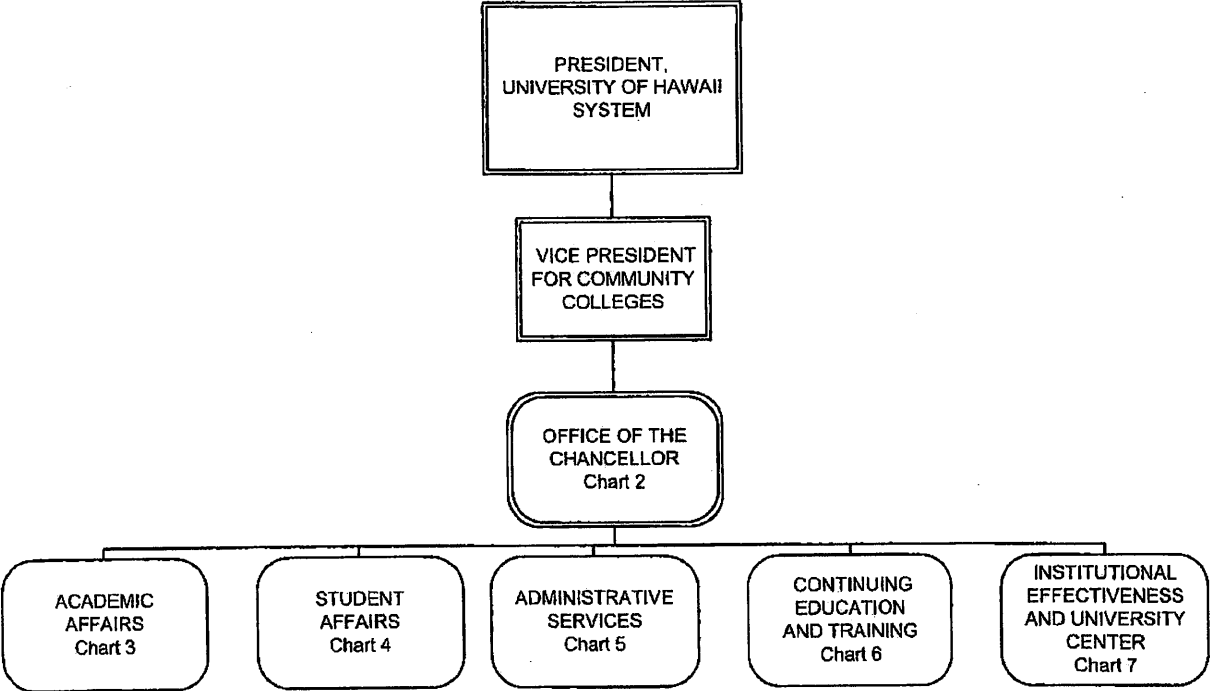 PRESIDENT,
UNIVERSITY OF HAWAII
SYSTEM
VICE PRESIDENT
FOR COMMUNITY
COLLEGES
OFFICE OF THE
CHANCELLOR
Chart 2
ACADEMIC
AFFAIRS
Chart 3
STUDENT
AFFAIRS
Chart 4
ADMINISTRATIVE
SERVICES
Chart 5
CONTINUING
EDUCATION
AND TRAINING
Chart 6
INSTITUTIONAL
EFFECTIVENESS
AND UNIVERSITY
CENTER
Chart 7